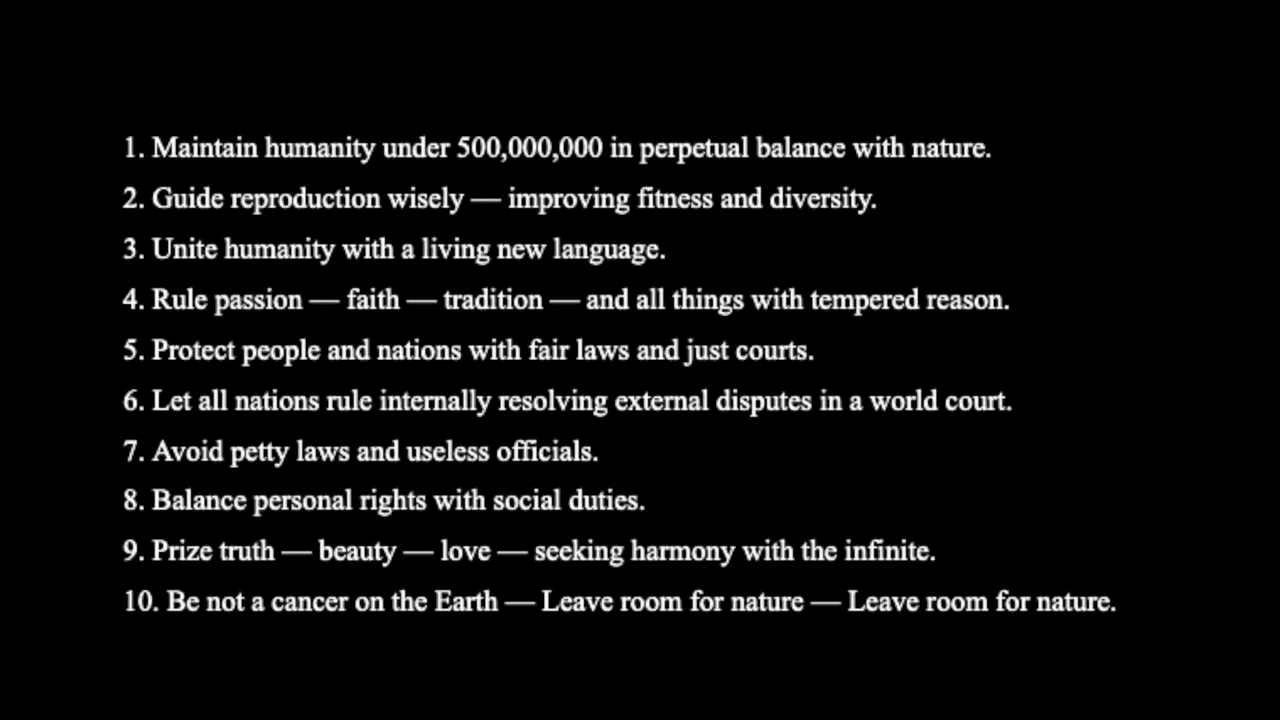 1. Maintain humanity under 500,000,000 in perpetual balance with nature.
2. Guide reproduction wisely — improving fitness and diversity.
3. Unite humanity with a living new language.
4. Rule passion — faith — tradition — and all things with tempered reason.
5. Protect people and nations with fair laws and just courts.
6. Let all nations rule internally resolving external disputes in a world court.
7. Avoid petty laws and useless officials.
8. Balance personal rights with social duties.
9. Prize truth — beauty — love — seeking harmony with the infinite.
10. Be not a cancer on the Earth — Leave room for nature — Leave room for nature.